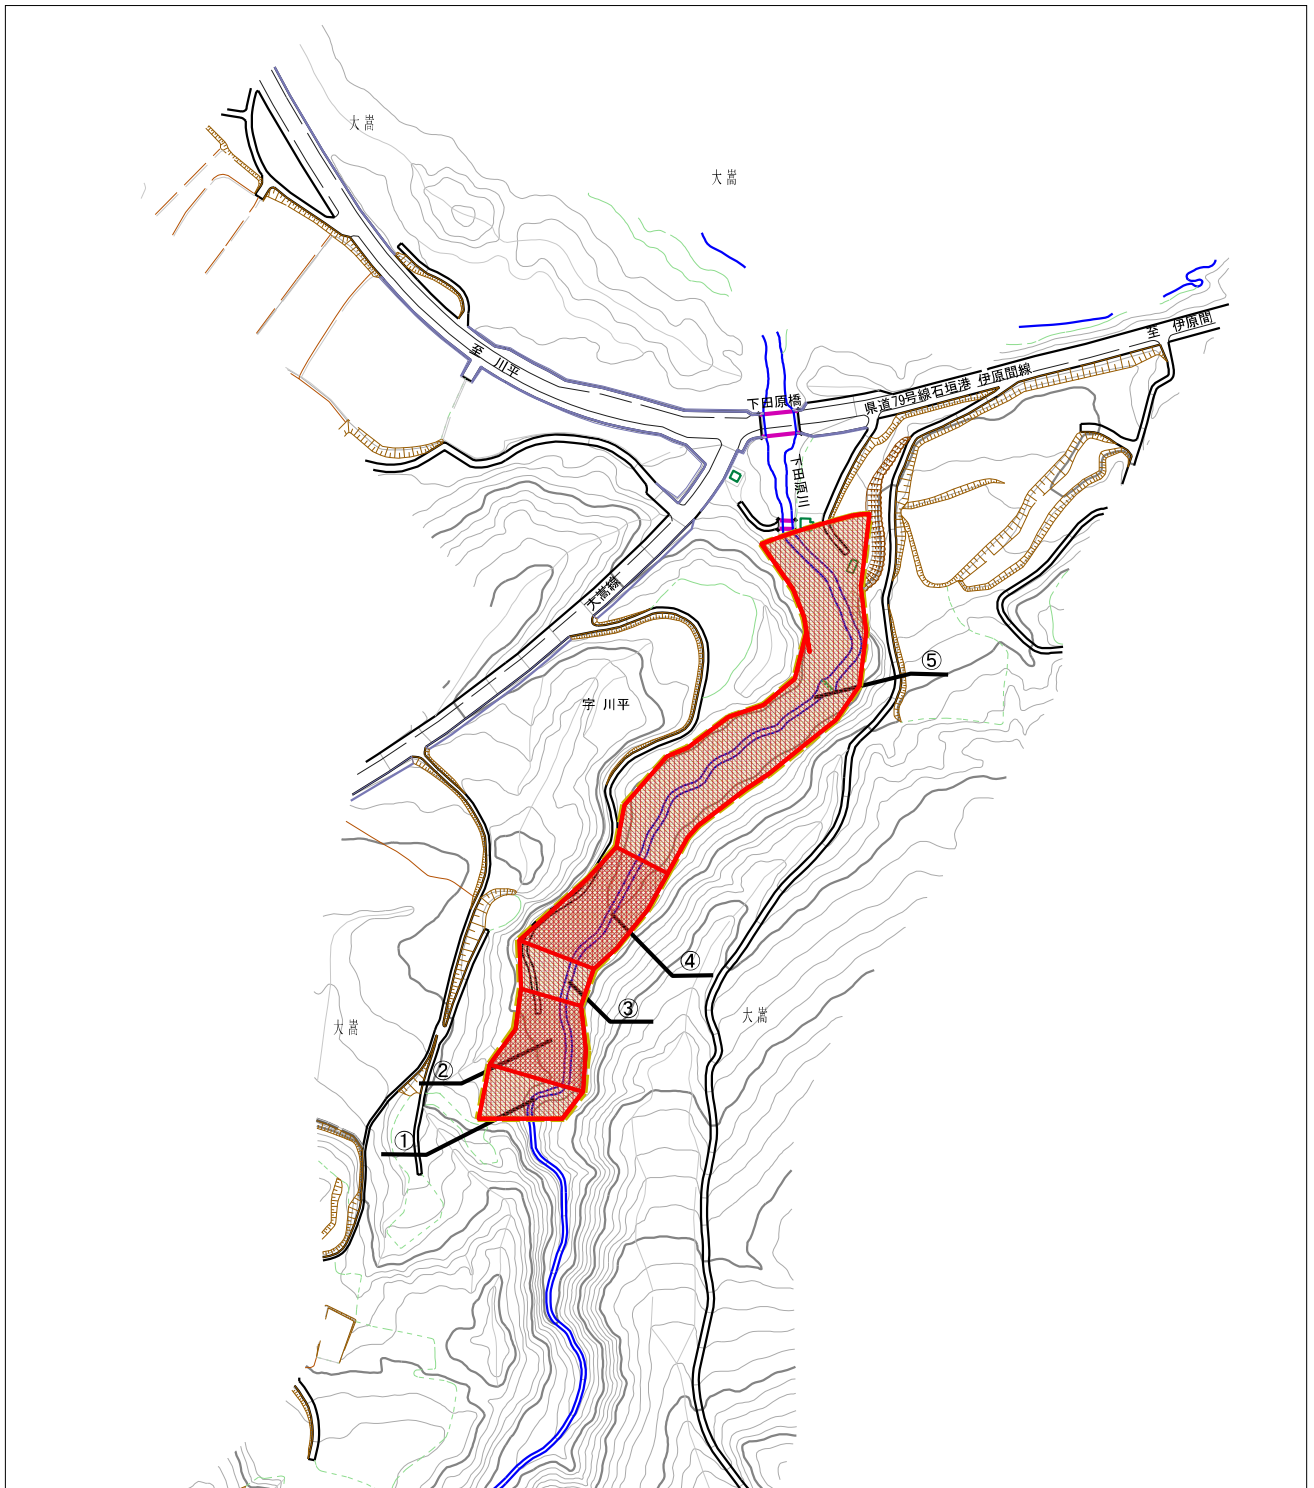 大嵩
大嵩
至 伊原間
至 川平
下田原橋
県道79号線石垣港 伊原間線
下田原川
大嵩線
⑤
字 川平
④
③
大嵩
大嵩
②
①